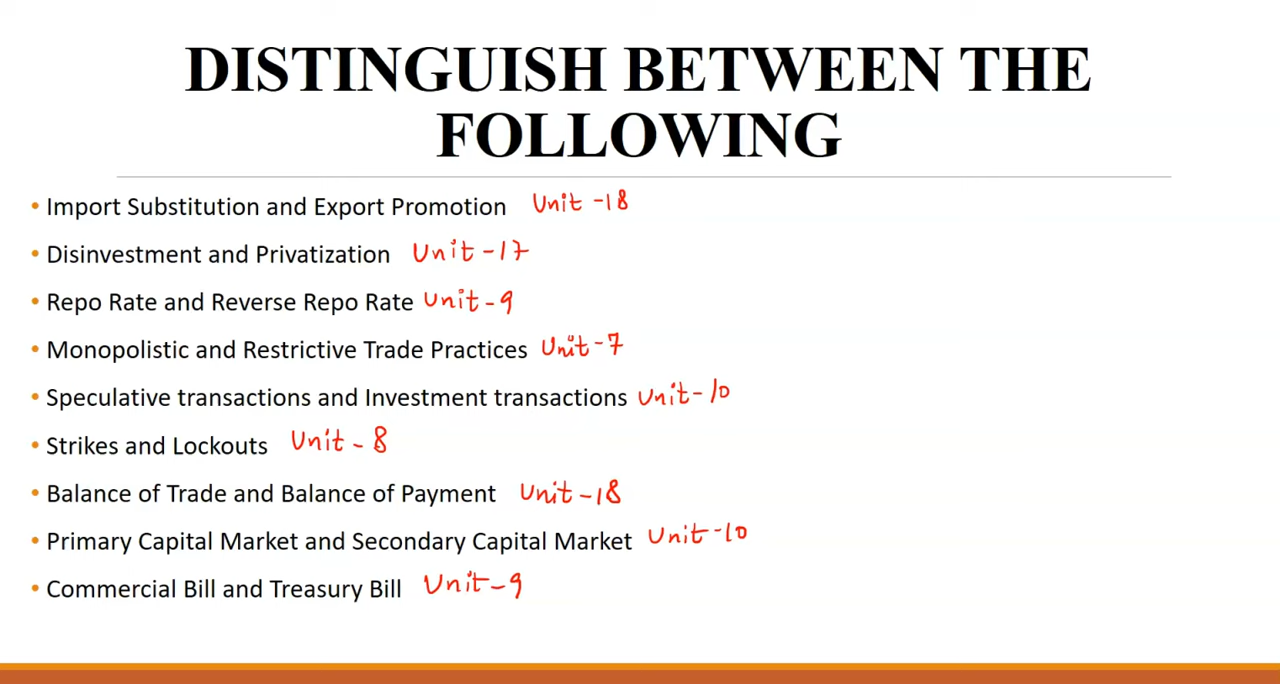 DISTINGUISH BETWEEN THE
FOLLOWING
• Import Substitution and Export Promotion Unit -18
• Disinvestment and Privatization Unit -17
• Repo Rate and Reverse Repo Rate Unit - 9
• Monopolistic and Restrictive Trade Practices Unit - 7
• Speculative transactions and Investment transactions Unit - 10
• Strikes and Lockouts Unit - 8
• Balance of Trade and Balance of Payment Unit -18
• Primary Capital Market and Secondary Capital Market Unit -10
• Commercial Bill and Treasury Bill Unit - 9